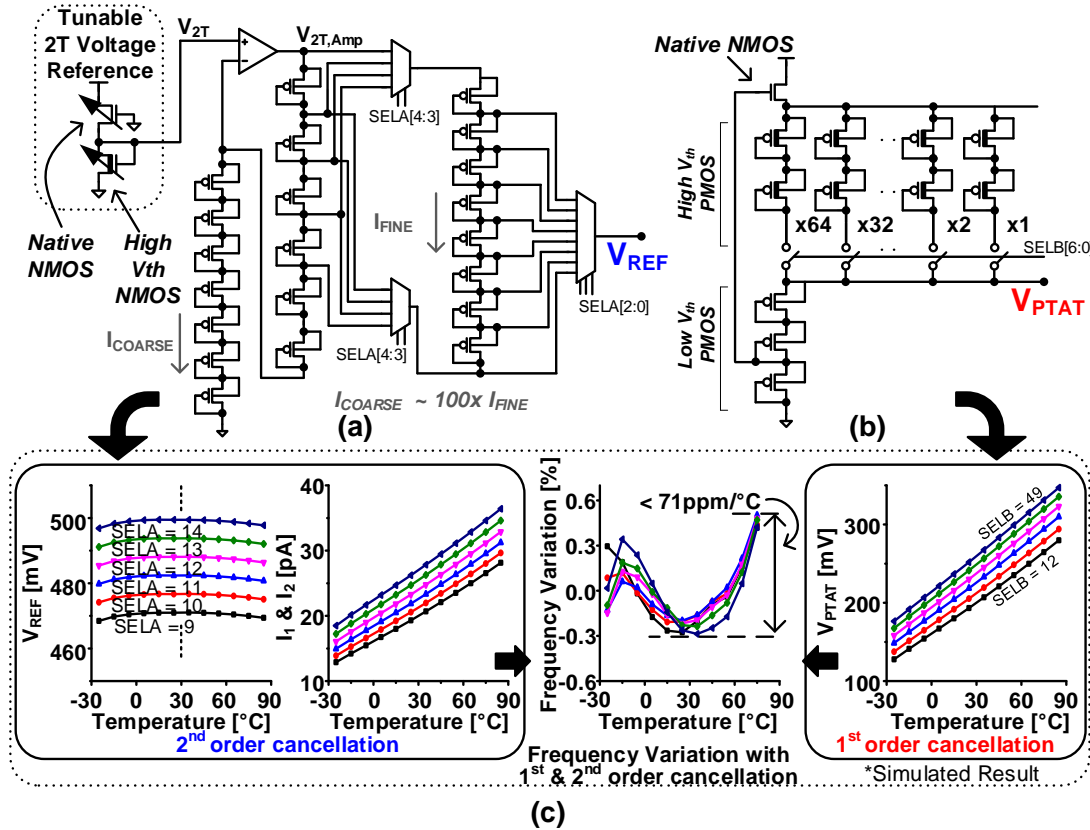 Tunable
2T Voltage
Reference
V2T
+
−
V2T,Amp
SELA[4:3]
Native
NMOS
High
Vth
NMOS
ICOARSE
IFINE
SELA[4:3]
SELA[2:0]
VREF
ICOARSE ~ 100x IFINE
(a)
Native NMOS
High Vth
PMOS
x64
x32
x2
x1
SELB[6:0]
VPTAT
Low Vth
PMOS
(b)
VREF [mV]
500
480
460
SELA = 14
SELA = 13
SELA = 12
SELA = 11
SELA = 10
SELA = 9
-30 0 30 60 90
Temperature [°C]
I1 & I2 [pA]
40
30
20
10
-30 0 30 60 90
Temperature [°C]
2nd order cancellation
Frequency Variation [%]
0.6
0.3
0.0
-0.3
-0.6
< 71ppm/°C
-30 0 30 60 90
Temperature [°C]
Frequency Variation with
1st & 2nd order cancellation
VPTAT [mV]
300
200
100
SELB = 49
SELB = 12
-30 0 30 60 90
Temperature [°C]
1st order cancellation
*Simulated Result
(c)